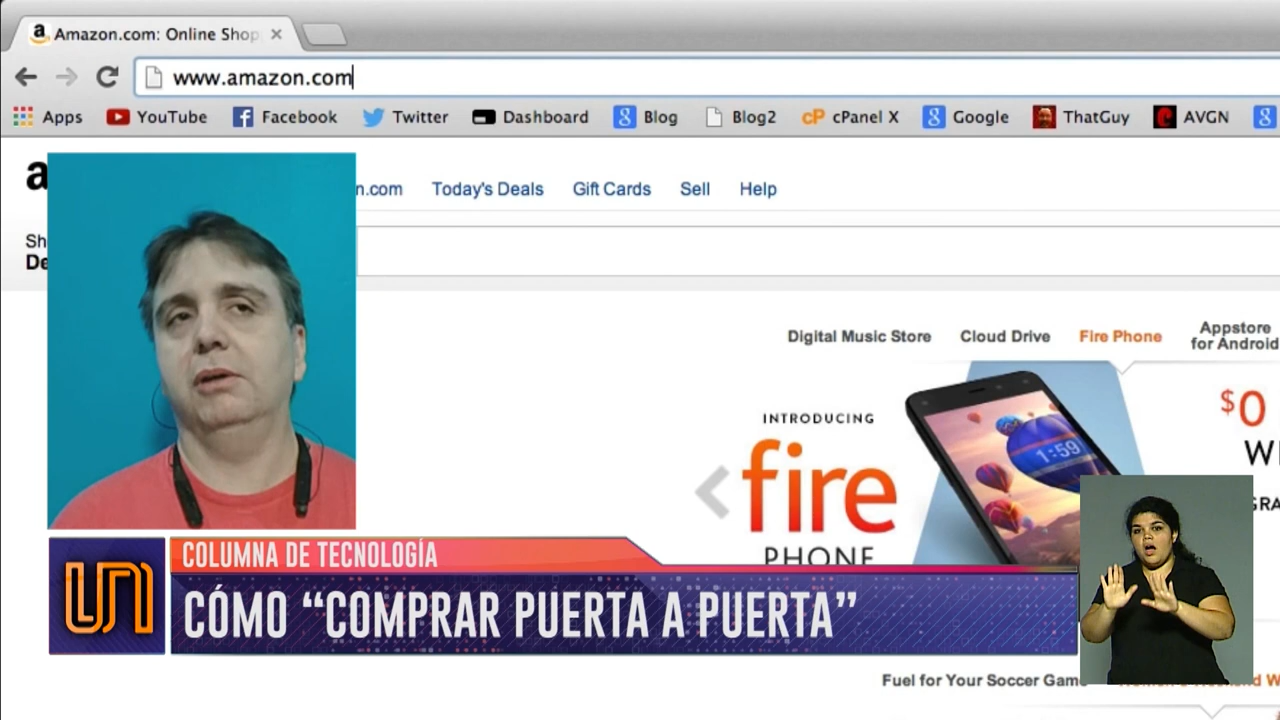 Amazon.com: Online Shop
www.amazon.com
Apps YouTube Facebook Twitter Dashboard Blog Blog2 cPanel X Google ThatGuy AVGN
n.com Today's Deals Gift Cards Sell Help
Digital Music Store Cloud Drive Fire Phone Appstore for Android
INTRODUCING
fire
PHONE
1:59
$0
COLUMNA DE TECNOLOGÍA
UN
CÓMO “COMPRAR PUERTA A PUERTA”
Fuel for Your Soccer Game